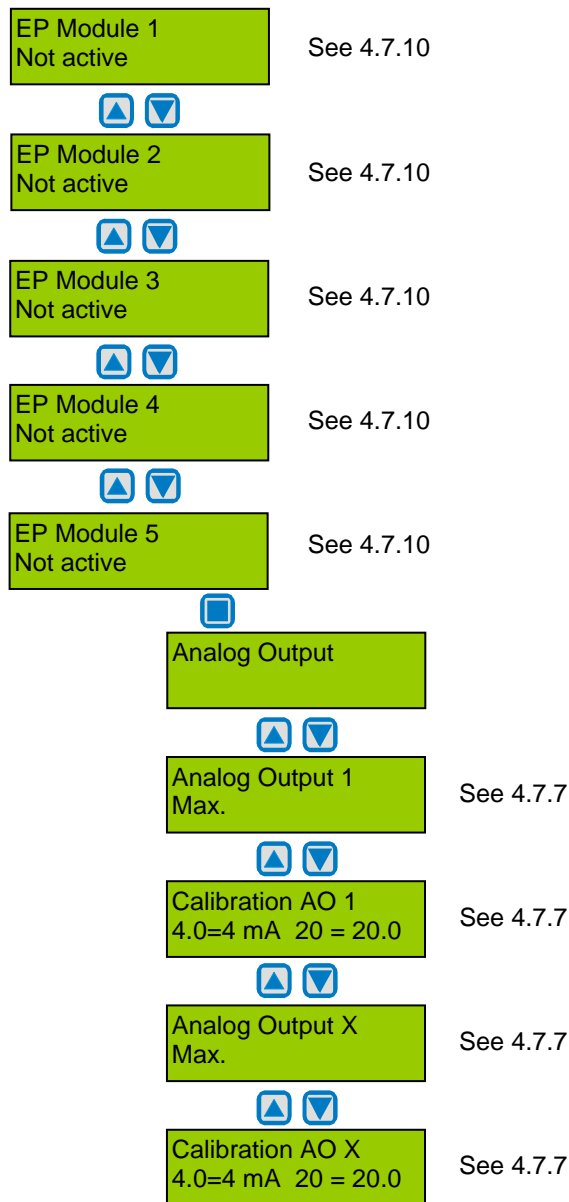 EP Module 1
Not active
See 4.7.10
EP Module 2
Not active
See 4.7.10
EP Module 3
Not active
See 4.7.10
EP Module 4
Not active
See 4.7.10
EP Module 5
Not active
See 4.7.10
Analog Output
Analog Output 1
Max.
See 4.7.7
Calibration AO 1
4.0=4 mA  20 = 20.0
See 4.7.7
Analog Output X
Max.
See 4.7.7
Calibration AO X
4.0=4 mA  20 = 20.0
See 4.7.7